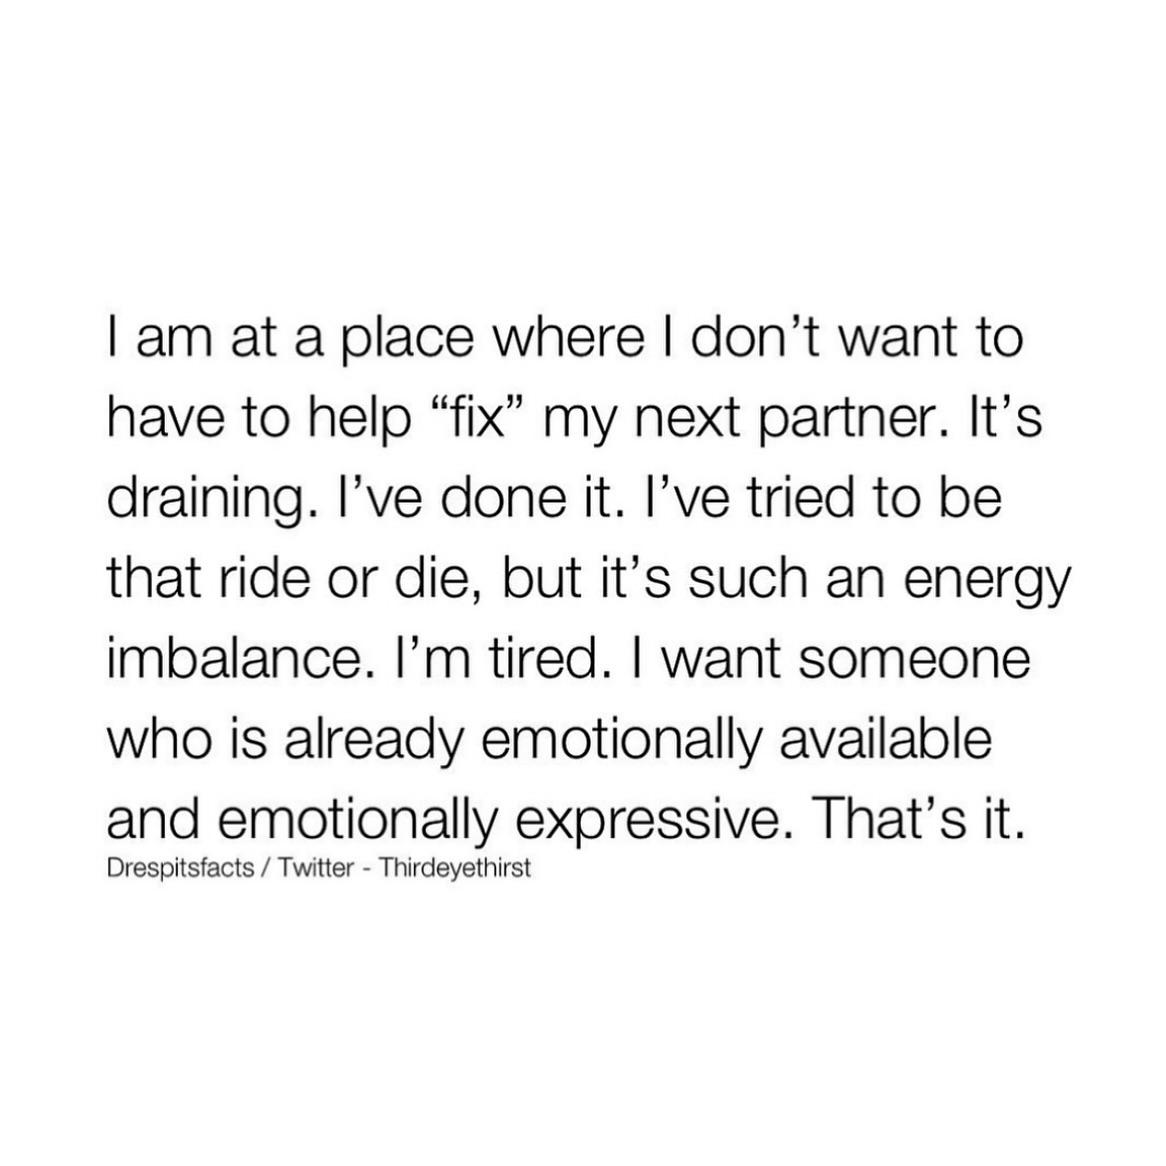 I am at a place where I don’t want to
have to help “fix” my next partner. It’s
draining. I’ve done it. I’ve tried to be
that ride or die, but it’s such an energy
imbalance. I’m tired. I want someone
who is already emotionally available
and emotionally expressive. That’s it.
Drespitsfacts / Twitter - Thirdeyethirst